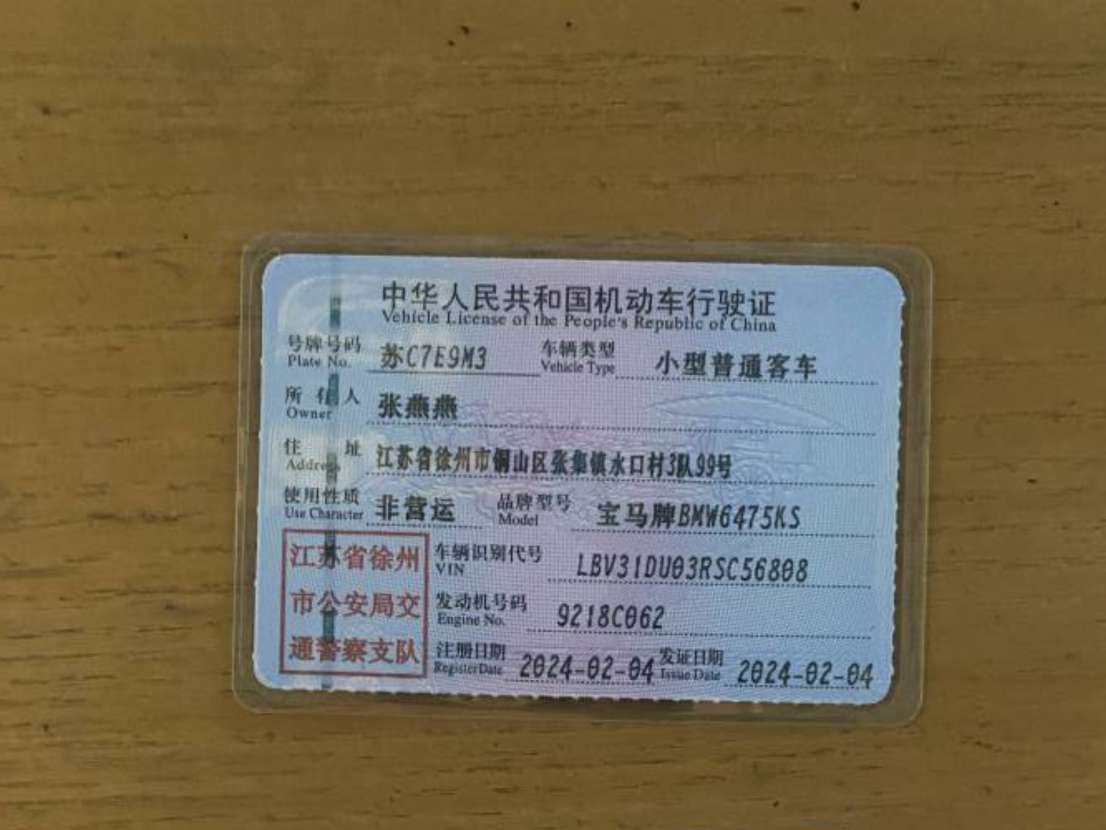 中华人民共和国机动车行驶证
Vehicle License of the People's Republic of China
号牌号码 苏C7E9M3 车辆类型 小型普通客车
Plate No. Vehicle Type
所有人 张燕燕
Owner
住址 江苏省徐州市铜山区张集镇水口村3队99号
Address
使用性质 非营运 品牌型号 宝马牌BMW6475KS
Use Character Model
江苏省徐州 车辆识别代号 LBV31DU03RSC56808
VIN
市公安局交 发动机号码 9218C062
Engine No.
通警察支队 注册日期 2024-02-04 发证日期 2024-02-04
Register Date Issue Date